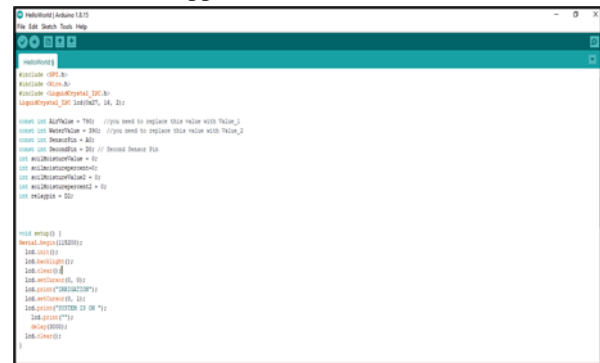 HelloWorld | Arduino 1.8.15
File Edit Sketch Tools Help
HelloWorld §
#include <SPI.h>
#include <Wire.h>
#include <LiquidCrystal_I2C.h>
LiquidCrystal_I2C lcd(0x27, 16, 2);
const int AirValue = 790; //you need to replace this value with Value_1
const int WaterValue = 390; //you need to replace this value with Value_2
const int SensorPin = A0;
const int SecondPin = D0; // Second Sensor Pin
int soilMoistureValue = 0;
int soilmoisturepercent=0;
int soilMoistureValue2 = 0;
int soilmoisturepercent2 = 0;
int relaypin =
void setup() {
Serial.begin(115200);
lcd.init();
lcd.backlight();
lcd.clear();
lcd.setCursor(0, 0);
lcd.print("IRRIGATION");
lcd.setCursor(0, 1);
lcd.print("SYSTEM IS ON ");
lcd.print("");
delay(3000);
lcd.clear();
}